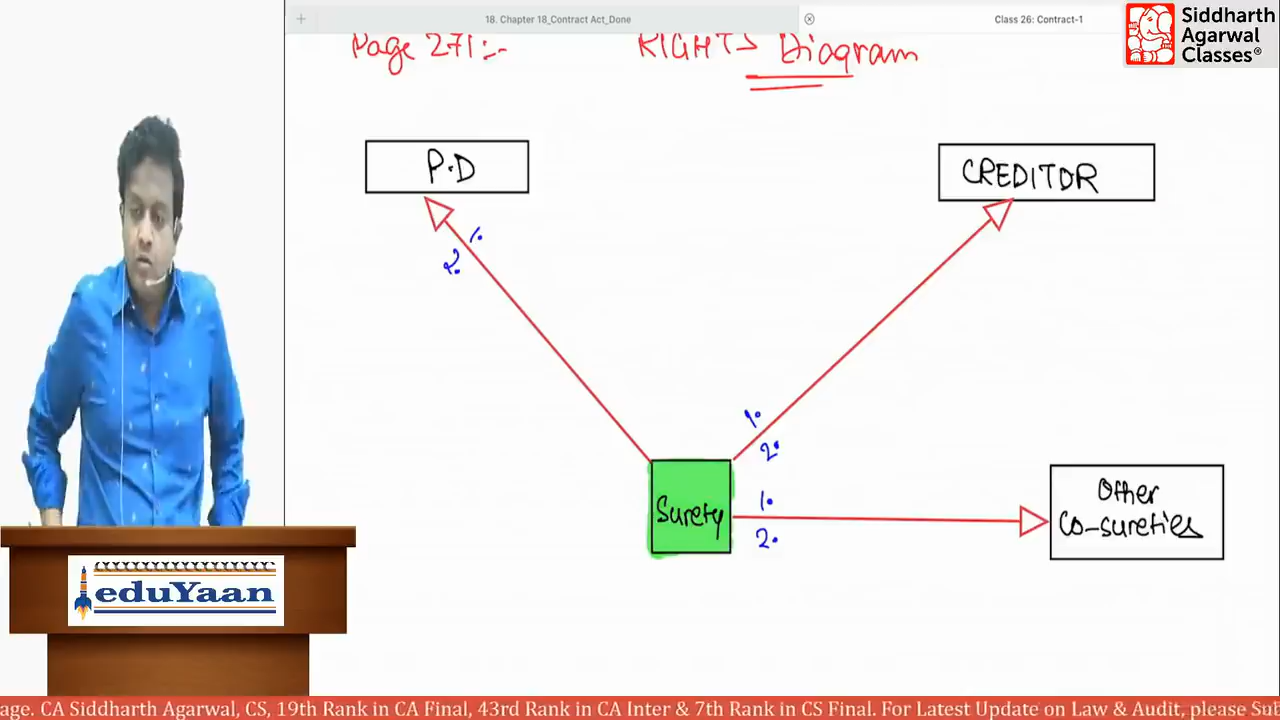 18. Chapter 18_Contract Act_Done
Class 26: Contract-1
Siddharth
Agarwal
Classes®
Page 271:-
RIGHTS Diagram
P.D
CREDITOR
1.
2.
1.
2.
Surety
1.
2.
Other
Co-sureties
eduYaan
age. CA Siddharth Agarwal, CS, 19th Rank in CA Final, 43rd Rank in CA Inter & 7th Rank in CS Final. For Latest Update on Law & Audit, please Su